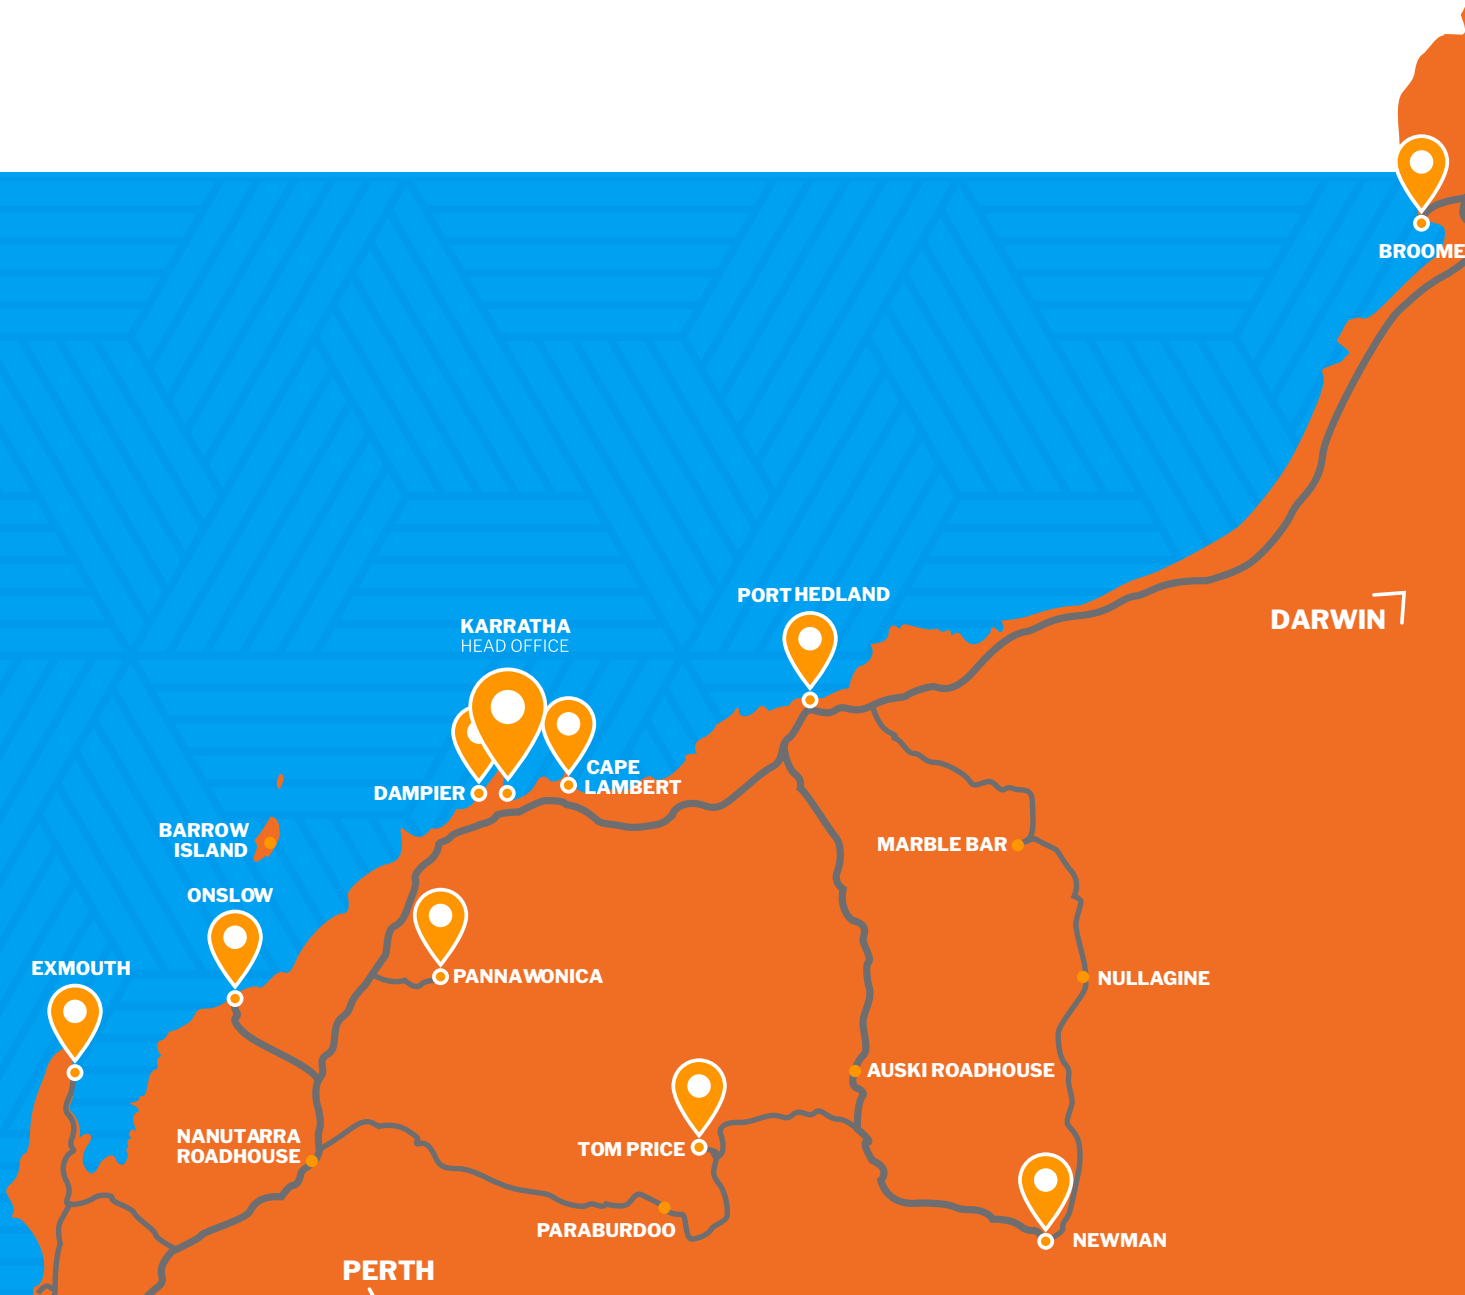 BROOME
PORT HEDLAND
DARWIN
KARRATHA
HEAD OFFICE
CAPE
LAMBERT
DAMPIER
BARROW
ISLAND
MARBLE BAR
ONSLOW
EXMOUTH
PANNAWONICA
NULLAGINE
AUSKI ROADHOUSE
NANUTARRA
ROADHOUSE
TOM PRICE
PARABURDOO
NEWMAN
PERTH